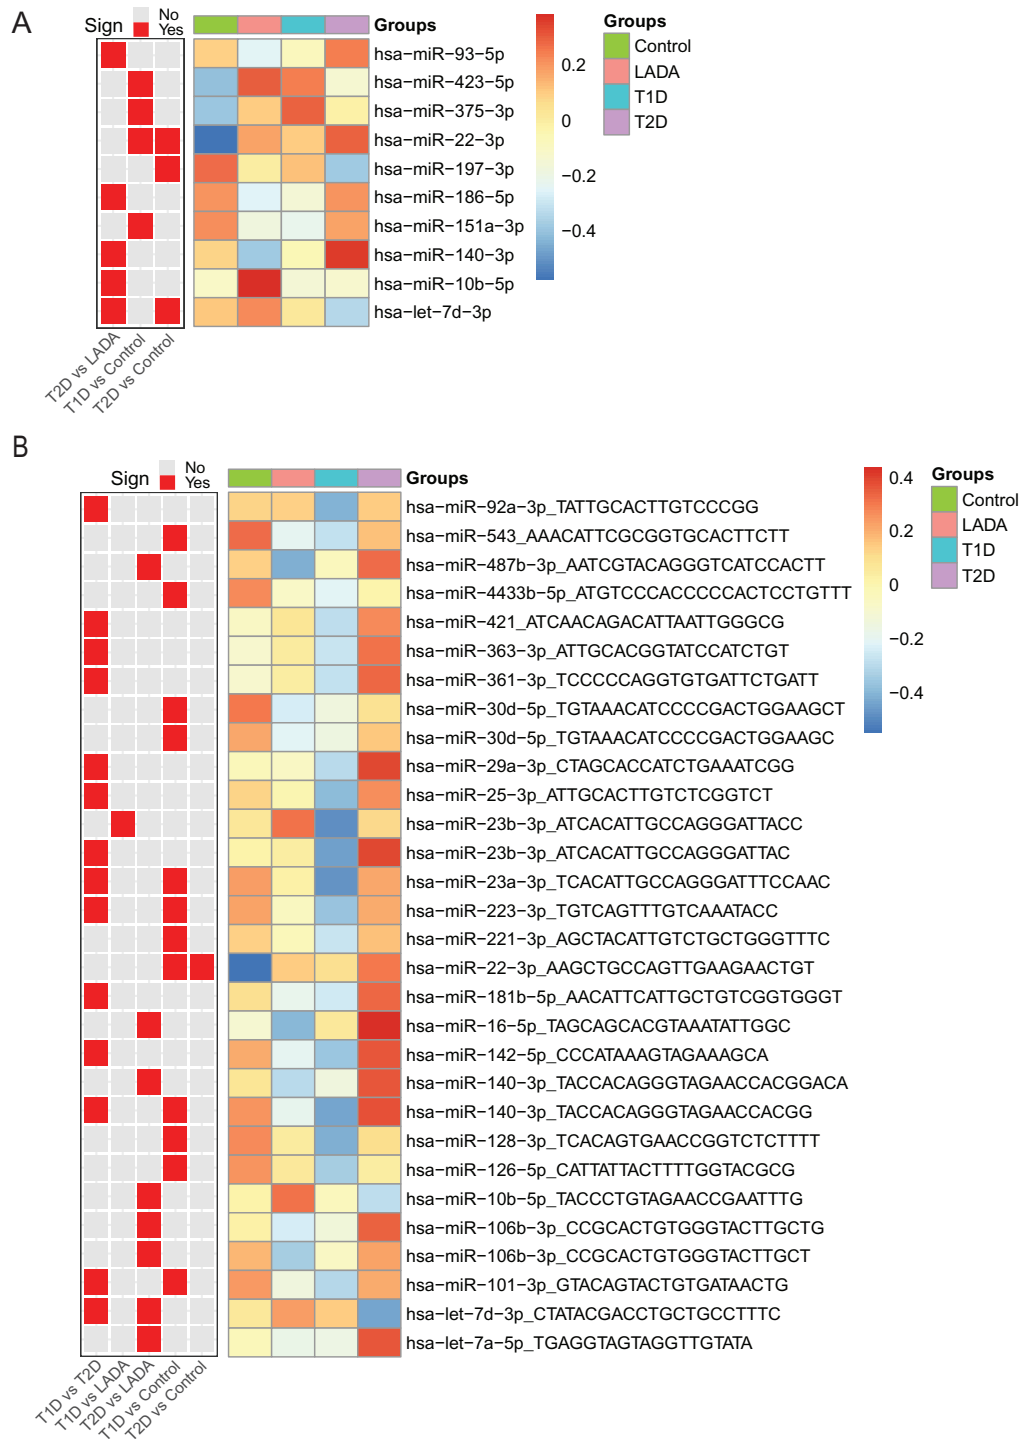 A
Sign
No
Yes
Groups
hsa−miR−93−5p
hsa−miR−423−5p
hsa−miR−375−3p
hsa−miR−22−3p
hsa−miR−197−3p
hsa−miR−186−5p
hsa−miR−151a−3p
hsa−miR−140−3p
hsa−miR−10b−5p
hsa−let−7d−3p
T2D vs LADA
T1D vs Control
T2D vs Control
0.2
0
−0.2
−0.4
Groups
Control
LADA
T1D
T2D
B
Sign
No
Yes
Groups
hsa−miR−92a−3p_TATTGCACTTGTCCCGG
hsa−miR−543_AAACATTCGCGGTGCACTTCTT
hsa−miR−487b−3p_AATCGTACAGGGTCATCCACTT
hsa−miR−4433b−5p_ATGTCCCACCCCCACTCCTGTTT
hsa−miR−421_ATCAACAGACATTAATTGGGCG
hsa−miR−363−3p_ATTGCACGGTATCCATCTGT
hsa−miR−361−3p_TCCCCCAGGTGTGATTCTGATT
hsa−miR−30d−5p_TGTAAACATCCCCGACTGGAAGCT
hsa−miR−30d−5p_TGTAAACATCCCCGACTGGAAGC
hsa−miR−29a−3p_CTAGCACCATCTGAAATCGG
hsa−miR−25−3p_ATTGCACTTGTCTCGGTCT
hsa−miR−23b−3p_ATCACATTGCCAGGGATTACC
hsa−miR−23b−3p_ATCACATTGCCAGGGATTAC
hsa−miR−23a−3p_TCACATTGCCAGGGATTTCCAAC
hsa−miR−223−3p_TGTCAGTTTGTCAAATACC
hsa−miR−221−3p_AGCTACATTGTCTGCTGGGTTTC
hsa−miR−22−3p_AAGCTGCCAGTTGAAGAACTGT
hsa−miR−181b−5p_AACATTCATTGCTGTCGGTGGGT
hsa−miR−16−5p_TAGCAGCACGTAAATATTGGC
hsa−miR−142−5p_CCCATAAAGTAGAAAGCA
hsa−miR−140−3p_TACCACAGGGTAGAACCACGGACA
hsa−miR−140−3p_TACCACAGGGTAGAACCACGG
hsa−miR−128−3p_TCACAGTGAACCGGTCTCTTTT
hsa−miR−126−5p_CATTATTACTTTTGGTACGCG
hsa−miR−10b−5p_TACCCTGTAGAACCGAATTTG
hsa−miR−106b−3p_CCGCACTGTGGGTACTTGCTG
hsa−miR−106b−3p_CCGCACTGTGGGTACTTGCT
hsa−miR−101−3p_GTACAGTACTGTGATAACTG
hsa−let−7d−3p_CTATACGACCTGCTGCCTTTC
hsa−let−7a−5p_TGAGGTAGTAGGTTGTATA
T1D vs T2D
T1D vs LADA
T2D vs LADA
T1D vs Control
T2D vs Control
0.4
0.2
0
−0.2
−0.4
Groups
Control
LADA
T1D
T2D